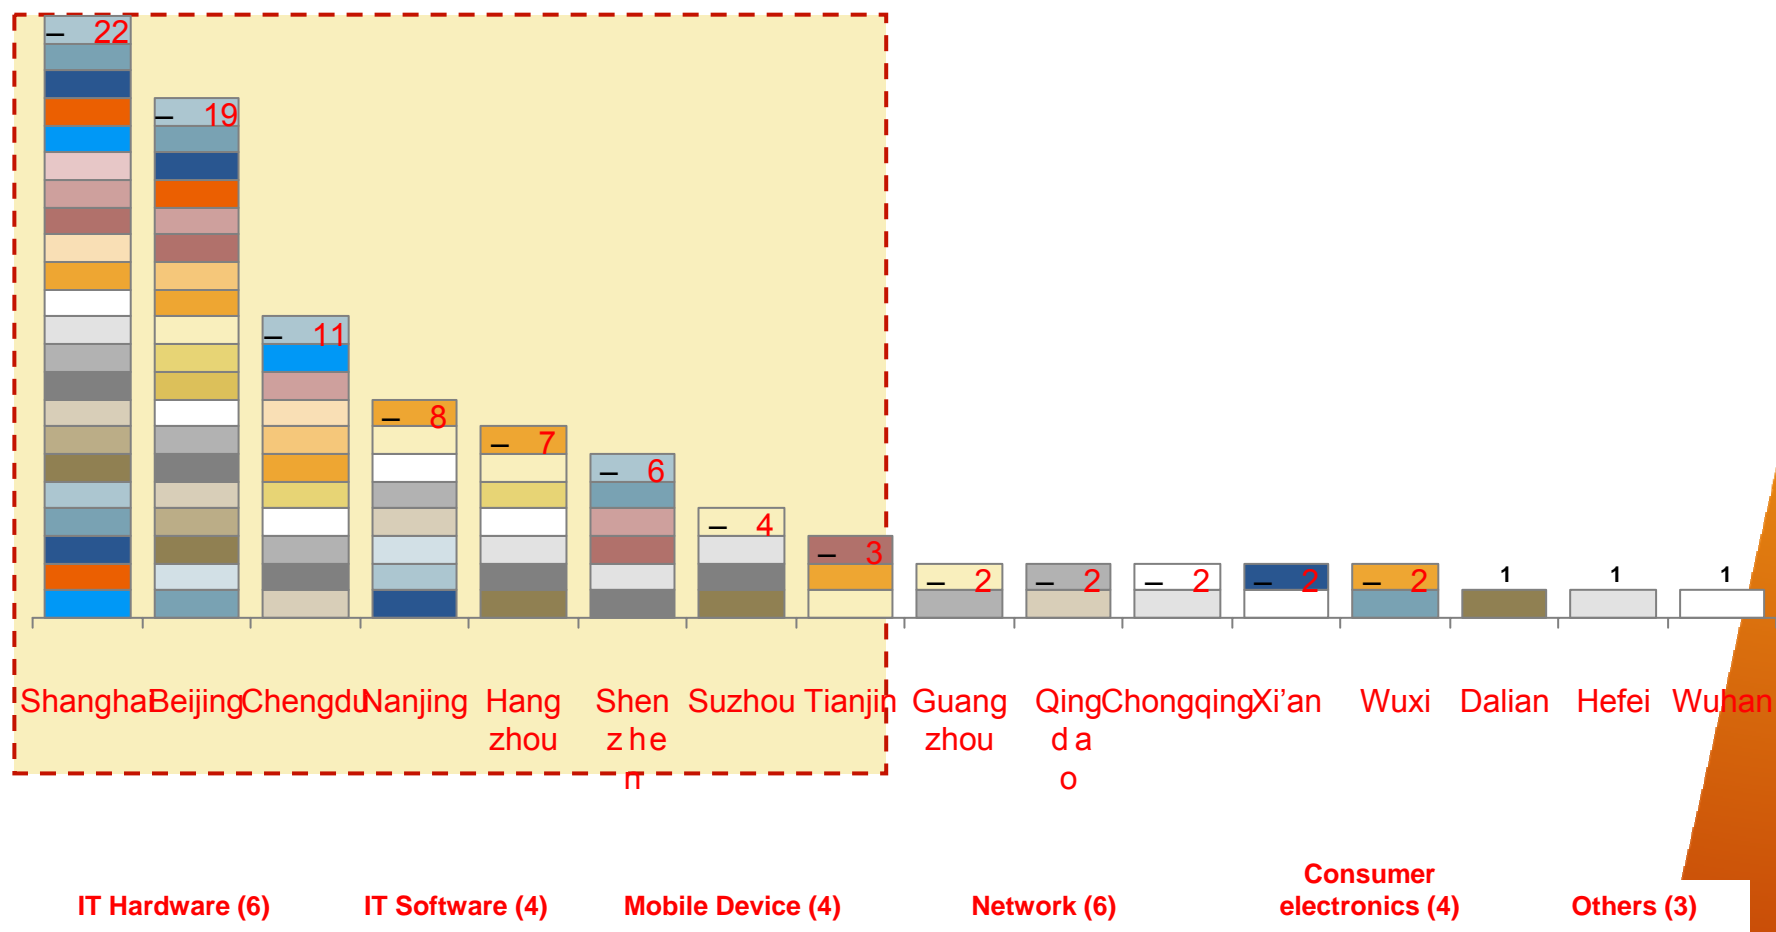 – 22
– 19
– 11
– 8
– 7
– 6
– 4
– 3
– 2
– 2
– 2
– 2
– 2
1
1
1
Shanghai
Beijing
Chengdu
Nanjing
Hang
zhou
Shen
zhe
n
Suzhou
Tianjin
Guang
zhou
Qing
da
o
Chongqing
Xi’an
Wuxi
Dalian
Hefei
Wuhan
IT Hardware (6)
IT Software (4)
Mobile Device (4)
Network (6)
Consumer
electronics (4)
Others (3)